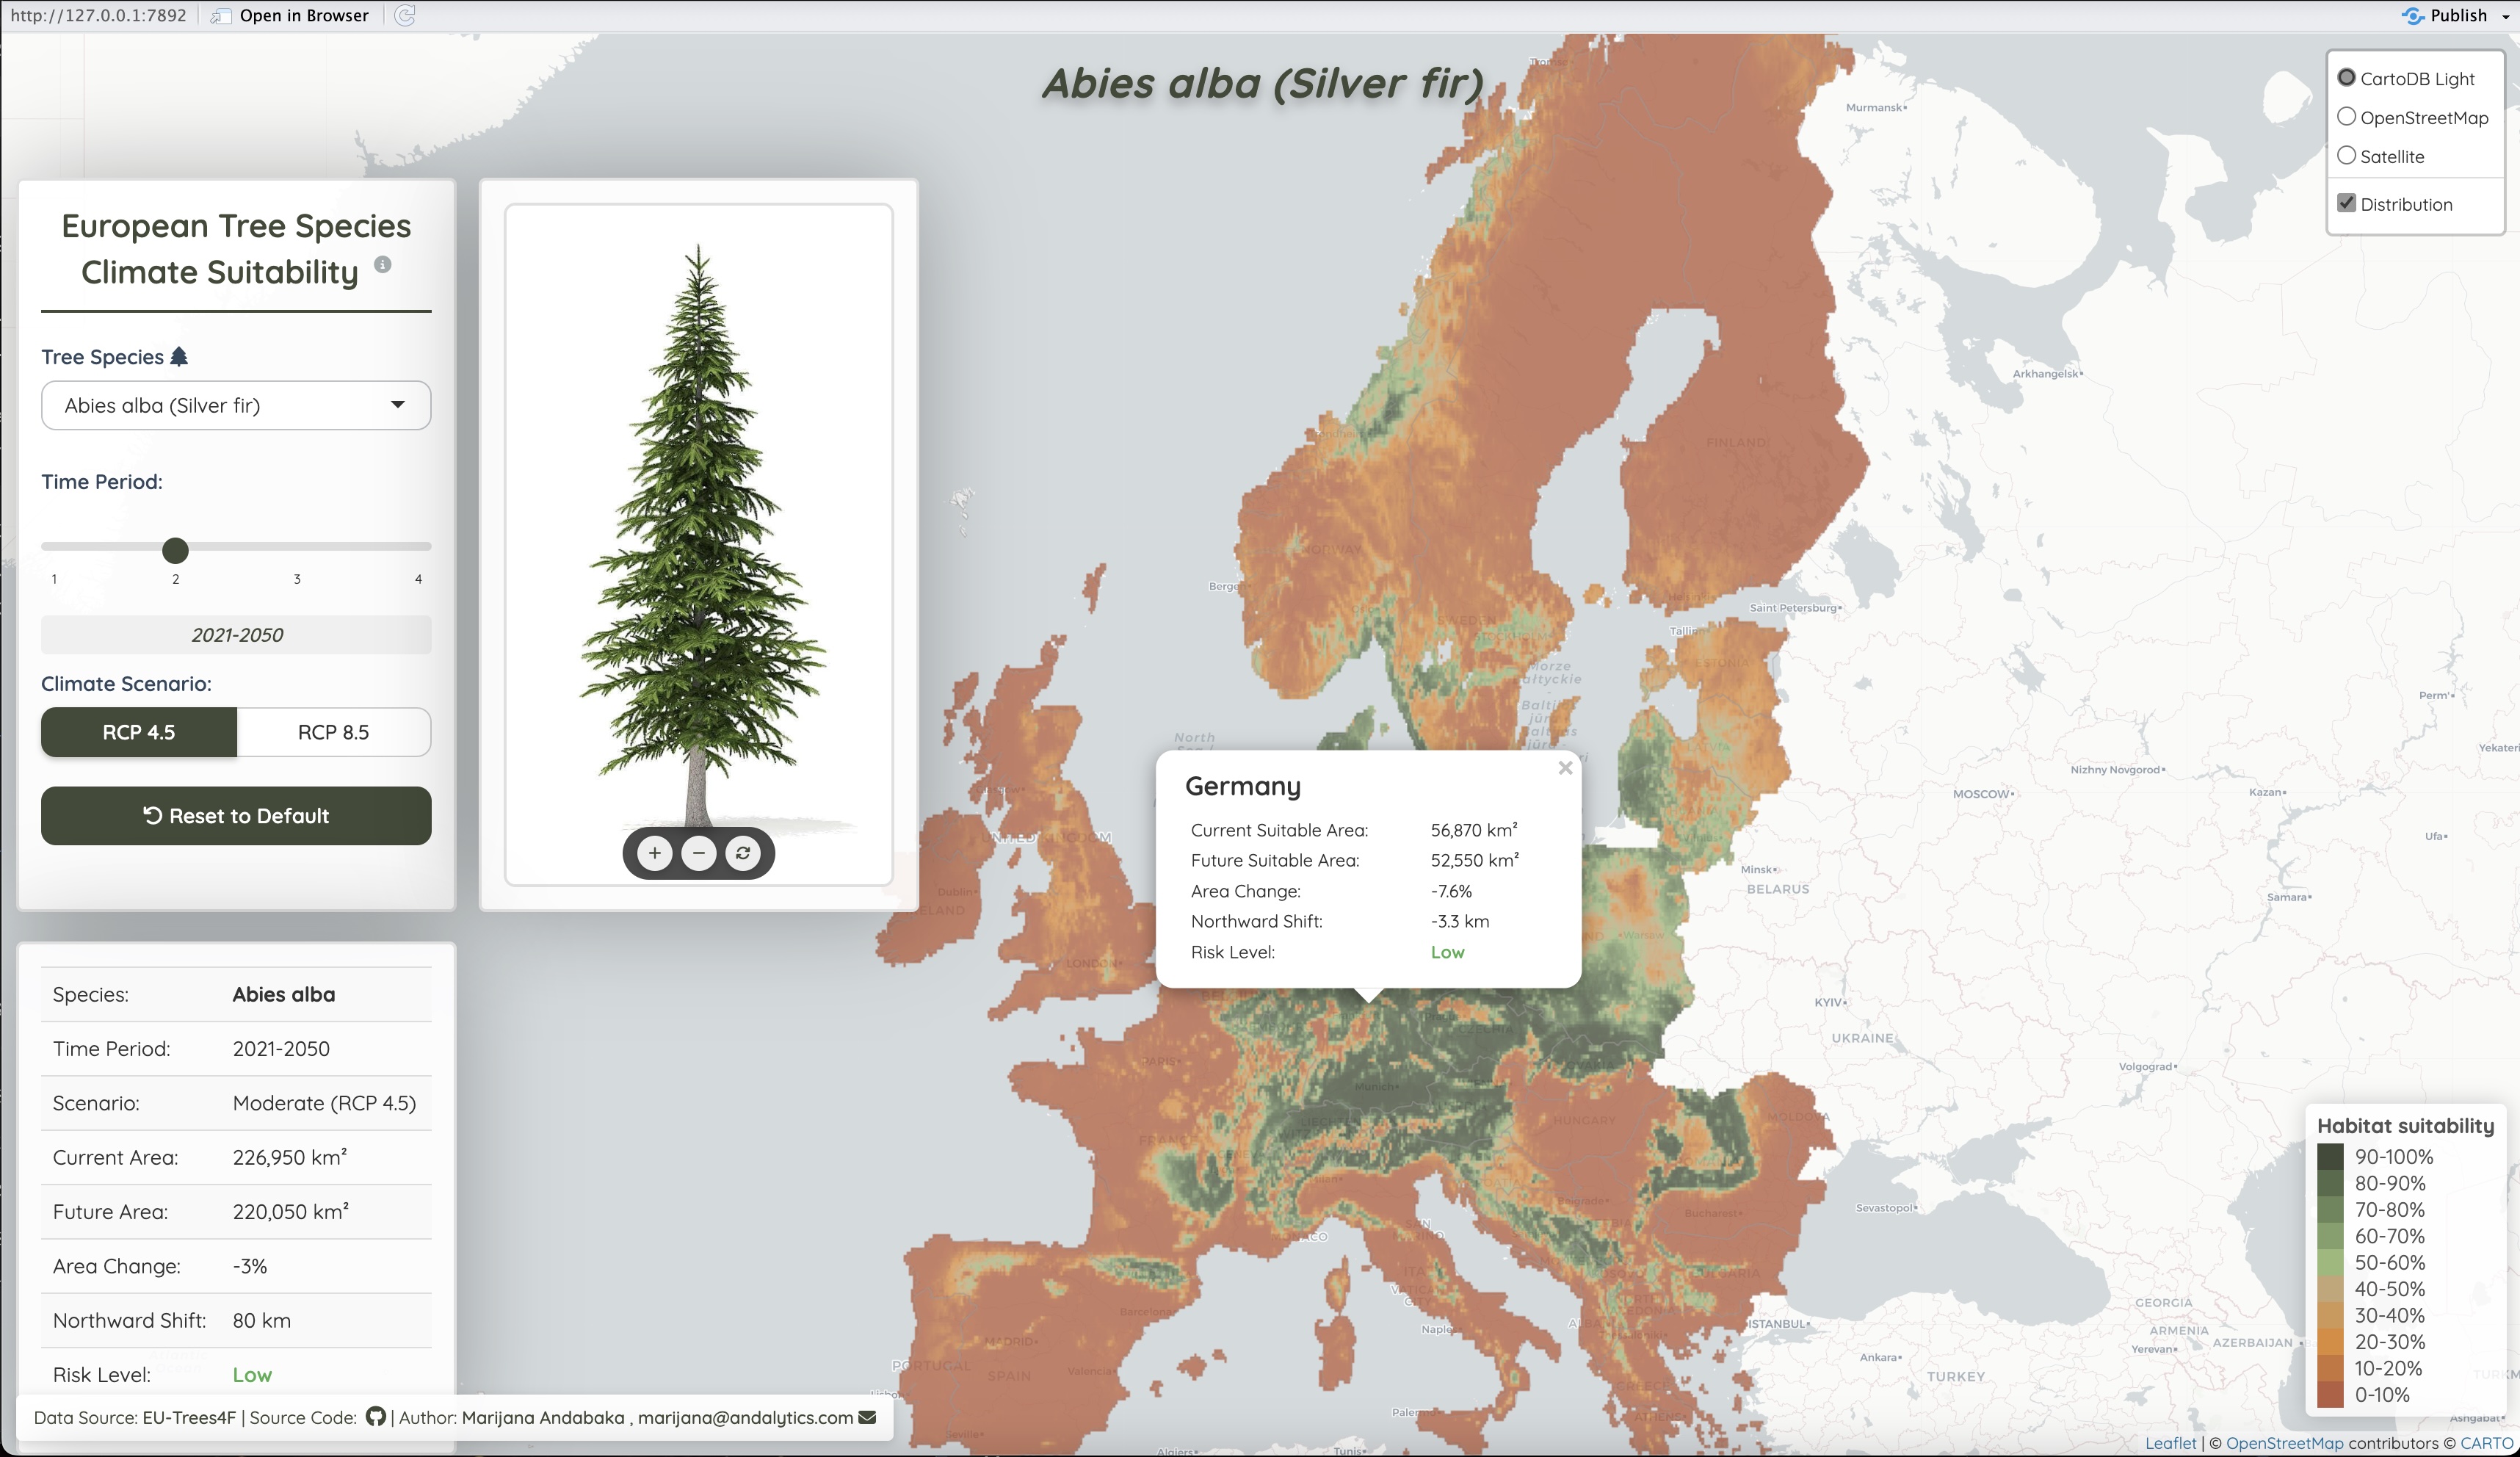 http://127.0.0.1:7892
Open in Browser
Publish
Abies alba (Silver fir)
CartoDB Light
OpenStreetMap
Satellite
Distribution
European Tree Species
Climate Suitability
Tree Species
Abies alba (Silver fir)
Time Period:
1 2 3 4
2021-2050
Climate Scenario:
RCP 4.5 RCP 8.5
Reset to Default
+ −
Species: Abies alba
Time Period: 2021-2050
Scenario: Moderate (RCP 4.5)
Current Area: 226,950 km²
Future Area: 220,050 km²
Area Change: -3%
Northward Shift: 80 km
Risk Level: Low
Data Source: EU-Trees4F | Source Code: | Author: Marijana Andabaka , marijana@andalytics.com
Germany
Current Suitable Area: 56,870 km²
Future Suitable Area: 52,550 km²
Area Change: -7.6%
Northward Shift: -3.3 km
Risk Level: Low
Murmansk
Arkhangelsk
FINLAND
NORWAY
Saint Petersburg
ESTONIA
SWEDEN
STOCKHOLM
Morze
North
LATVIA
Perm'
Nizhny Novgorod
MOSCOW
Kazan
Ufa
Samara
Minsk
BELARUS
UNITED KINGDOM
Dublin
LONDON
Warsaw
KYIV
UKRAINE
Volgograd
PARIS
Munich
HUNGARY
MOLDOVA
FRANCE
Belgrade
Bucharest
Sevastopol
Barcelona
MADRID
PORTUGAL
SPAIN
Valencia
Seville
Naples
Palermo
Algiers
Tunis
GREECE
ATHENS
ISTANBUL
Ankara
TURKEY
GEORGIA
ARMENIA
AZERBAIJAN
Yerevan
Ashgabat
Habitat suitability
90-100%
80-90%
70-80%
60-70%
50-60%
40-50%
30-40%
20-30%
10-20%
0-10%
Leaflet | © OpenStreetMap contributors © CARTO